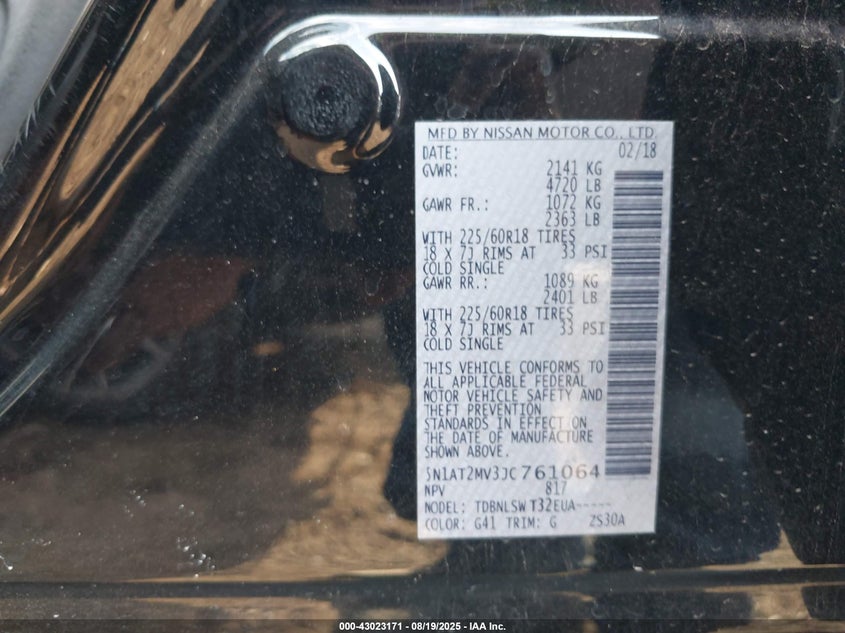 MFD BY NISSAN MOTOR CO., LTD
DATE: 02/18
GVWR: 2141 KG
4720 LB
GAWR FR.: 1072 KG
2363 LB
WITH 225/60R18 TIRES
18 X 7J RIMS AT 33 PSI
COLD SINGLE
GAWR RR.: 1089 KG
2401 LB
WITH 225/60R18 TIRES
18 X 7J RIMS AT 33 PSI
COLD SINGLE
THIS VEHICLE CONFORMS TO
ALL APPLICABLE FEDERAL
MOTOR VEHICLE SAFETY AND
THEFT PREVENTION
STANDARDS IN EFFECT ON
THE DATE OF MANUFACTURE
SHOWN ABOVE.
5N1AT2MV3JC761064
NPV 817
MODEL: TDBNLSW T32EUA-----
COLOR: G41 TRIM: G ZS30A
000-43023171 - 08/19/2025 - IAA Inc.